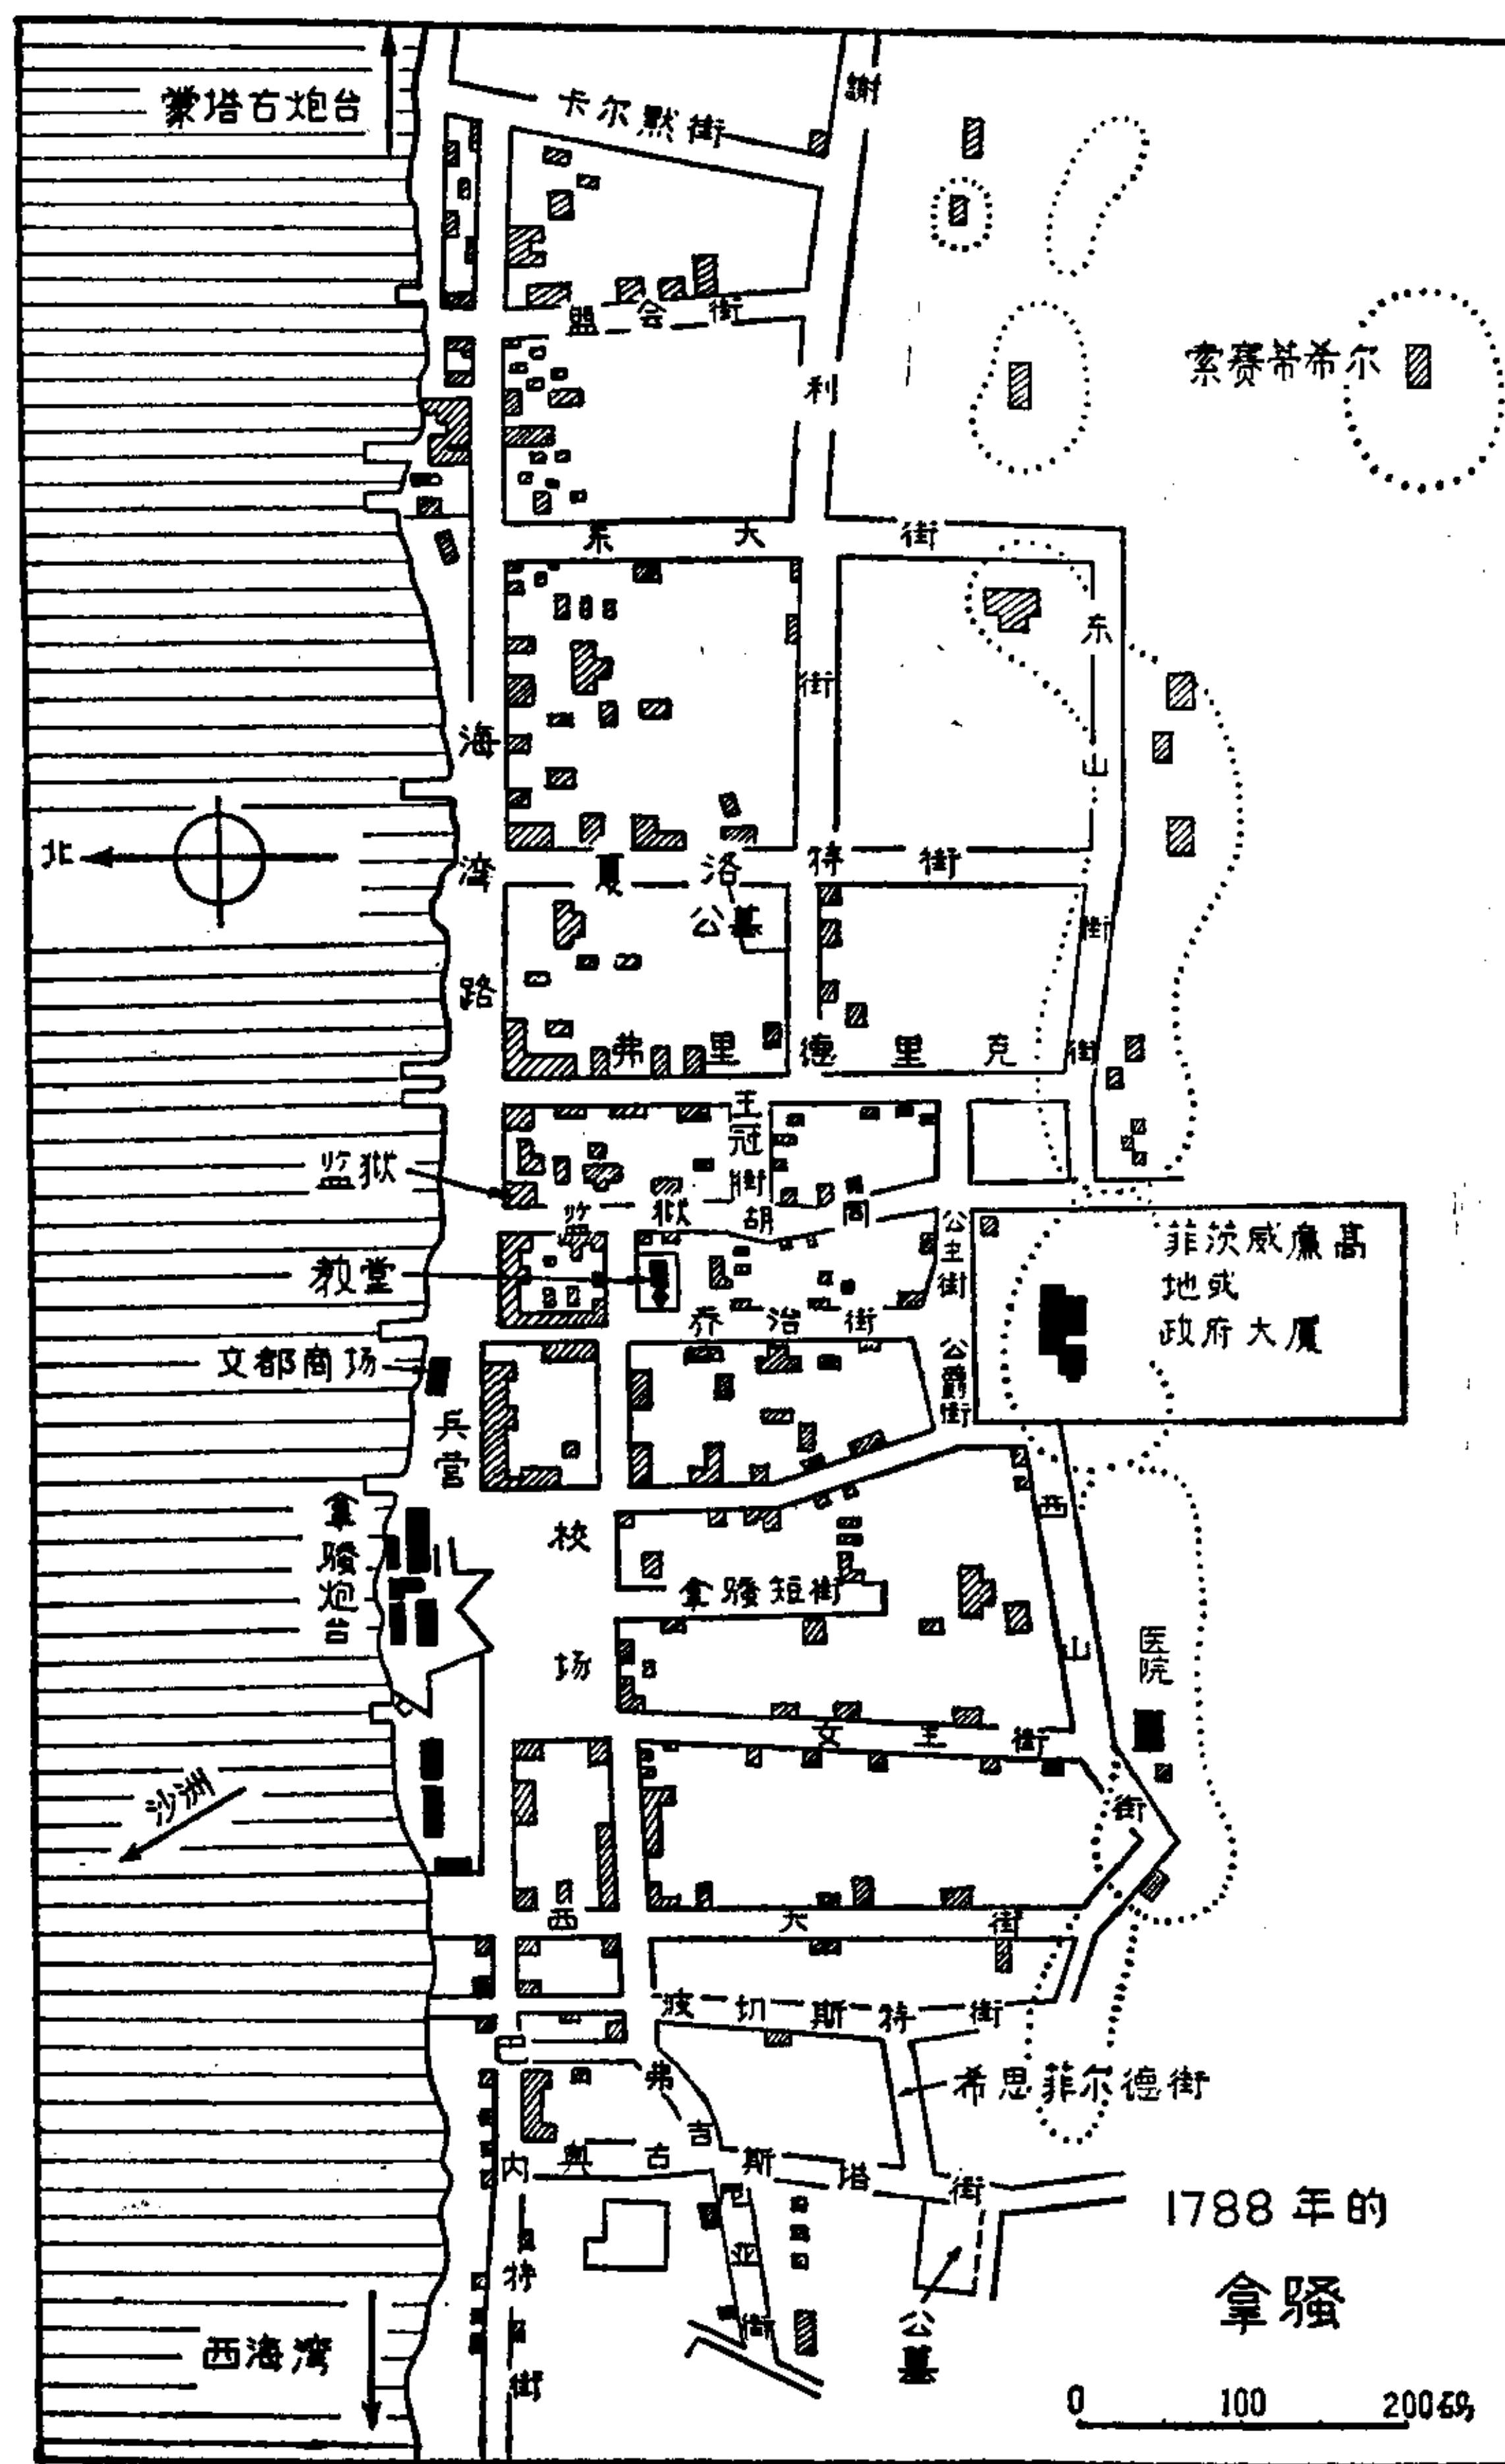 蒙塔古炮台
卡尔默街
謝利街
盟会街
索赛蒂希尔
东大街
东山街
海濱路
北
夏洛特街
公墓
弗里德里克街
王冠街
监狱
监狱胡同
公主街
菲茨威廉高
地或
政府大厦
教堂
乔治街
文都商场
公爵街
兵营
拿骚炮台
校场
拿骚短街
西山街
医院
女王街
沙洲
西大街
波切斯特街
希思菲尔德街
弗吉
奥古斯塔街
内特街
亚街
公墓
西海湾
1788年的
拿骚
0 100 200码